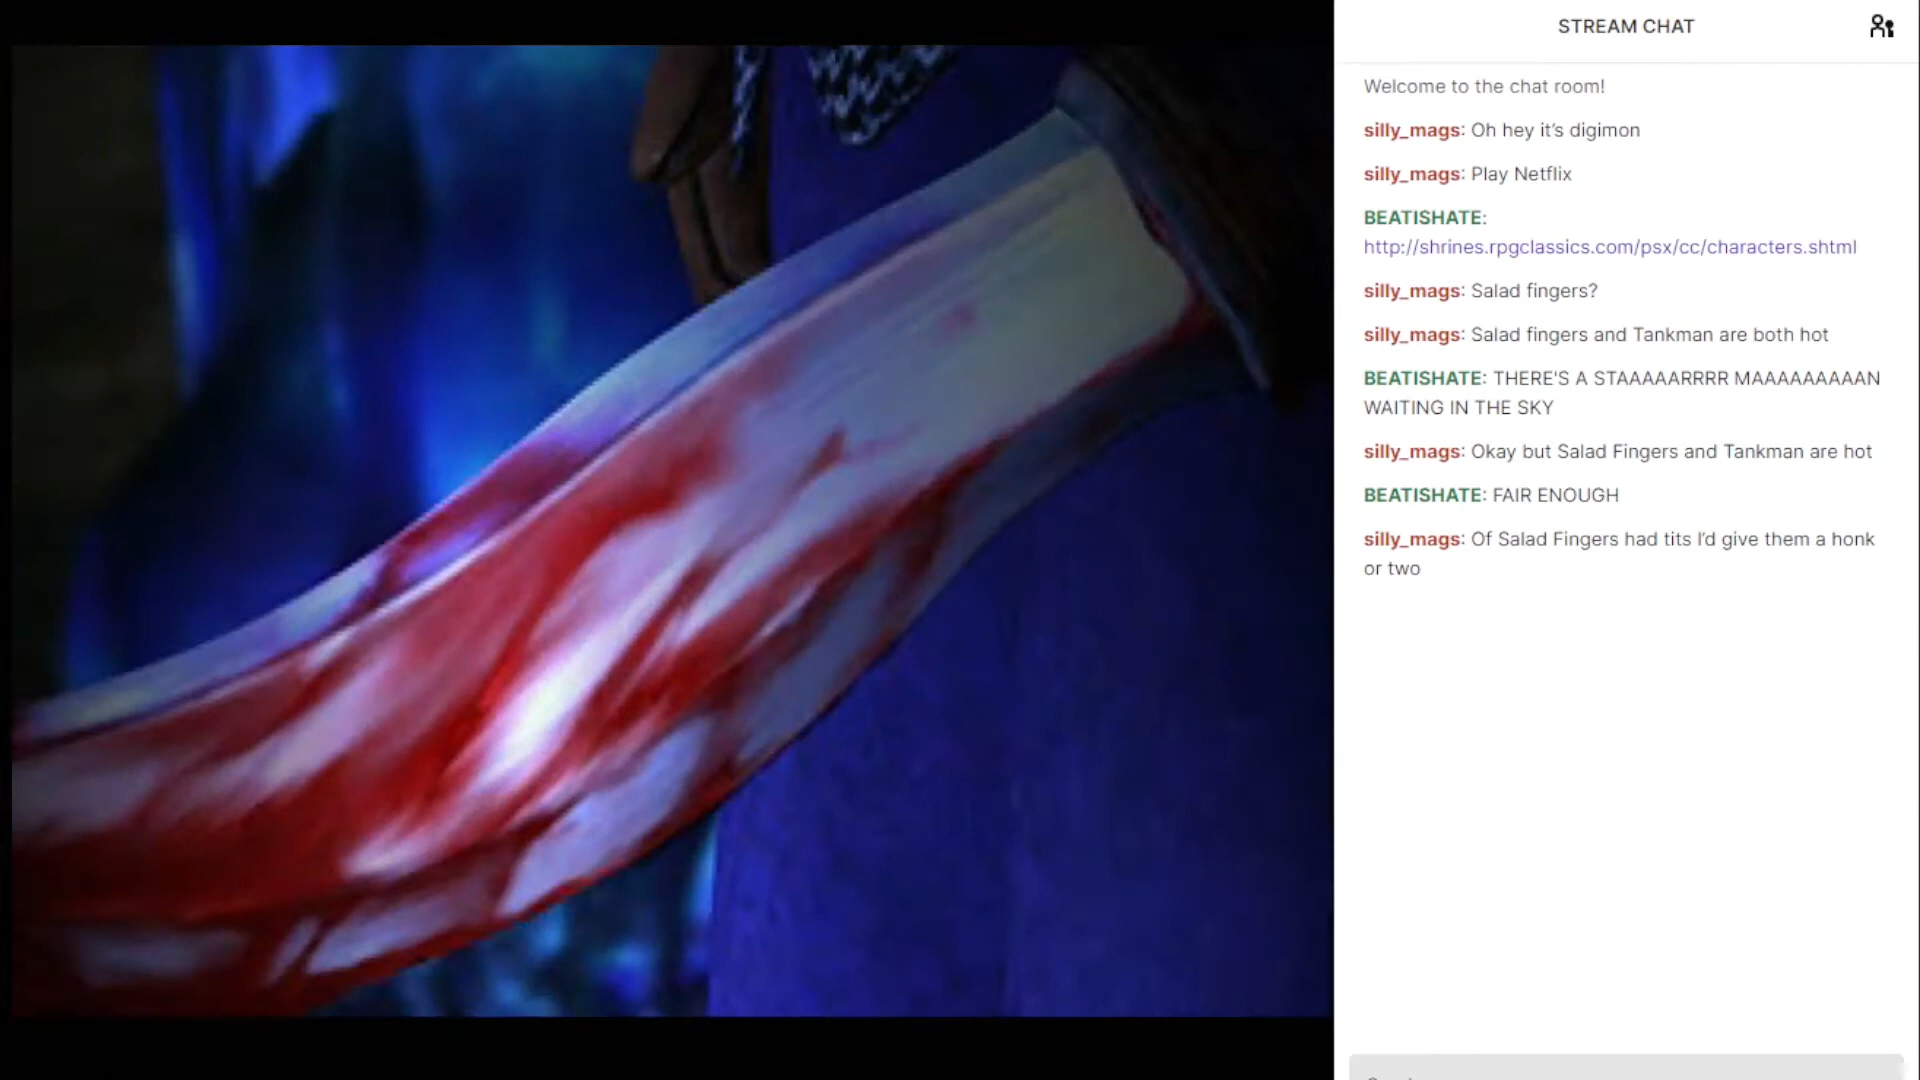 STREAM CHAT
Welcome to the chat room!
silly_mags: Oh hey it’s digimon
silly_mags: Play Netflix
BEATISHATE:
http://shrines.rpgclassics.com/psx/cc/characters.shtml
silly_mags: Salad fingers?
silly_mags: Salad fingers and Tankman are both hot
BEATISHATE: THERE'S A STAAAAARRRR MAAAAAAAAAN
WAITING IN THE SKY
silly_mags: Okay but Salad Fingers and Tankman are hot
BEATISHATE: FAIR ENOUGH
silly_mags: Of Salad Fingers had tits I’d give them a honk
or two